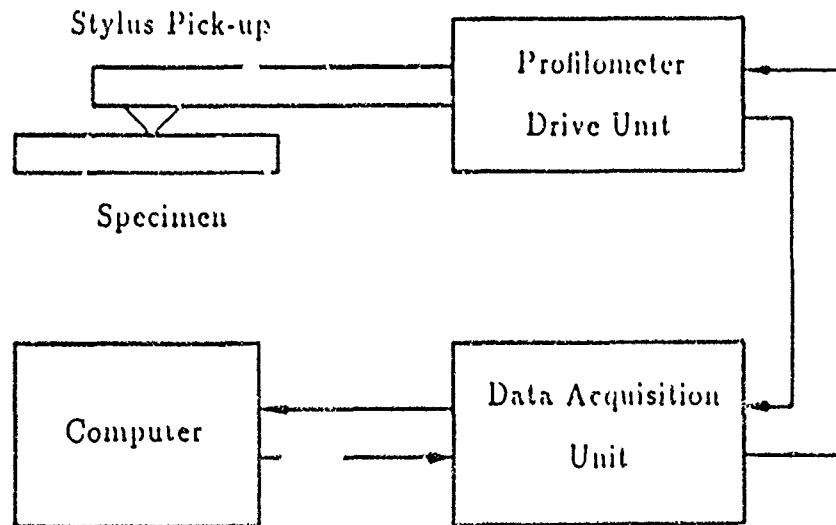 Stylus Pick-up
Profilometer
Drive Unit
Specimen
Computer
Data Acquisition
Unit